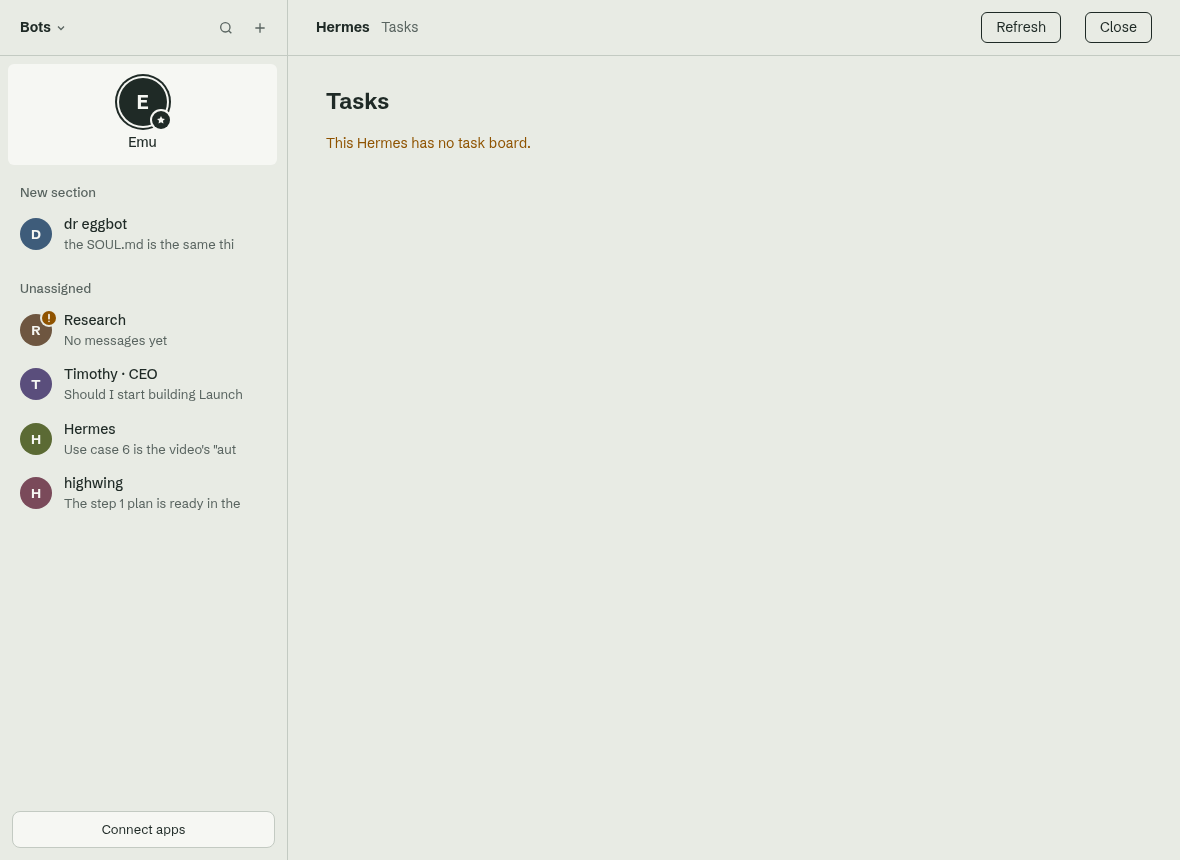 Bots
E
Emu
New section
D
dr eggbot
the SOUL.md is the same thi
Unassigned
R
!
Research
No messages yet
T
Timothy · CEO
Should I start building Launch
H
Hermes
Use case 6 is the video's "aut
H
highwing
The step 1 plan is ready in the
Connect apps
Hermes Tasks
Refresh
Close
Tasks
This Hermes has no task board.